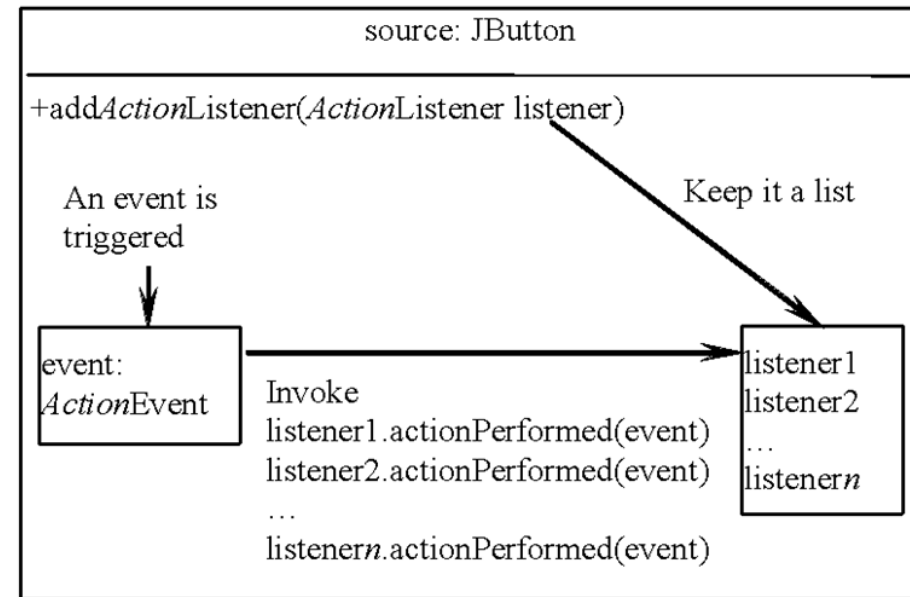 source: JButton
+addActionListener(ActionListener listener)
An event is
triggered
Keep it a list
event:
ActionEvent
Invoke
listener1.actionPerformed(event)
listener2.actionPerformed(event)
…
listenern.actionPerformed(event)
listener1
listener2
…
listenern